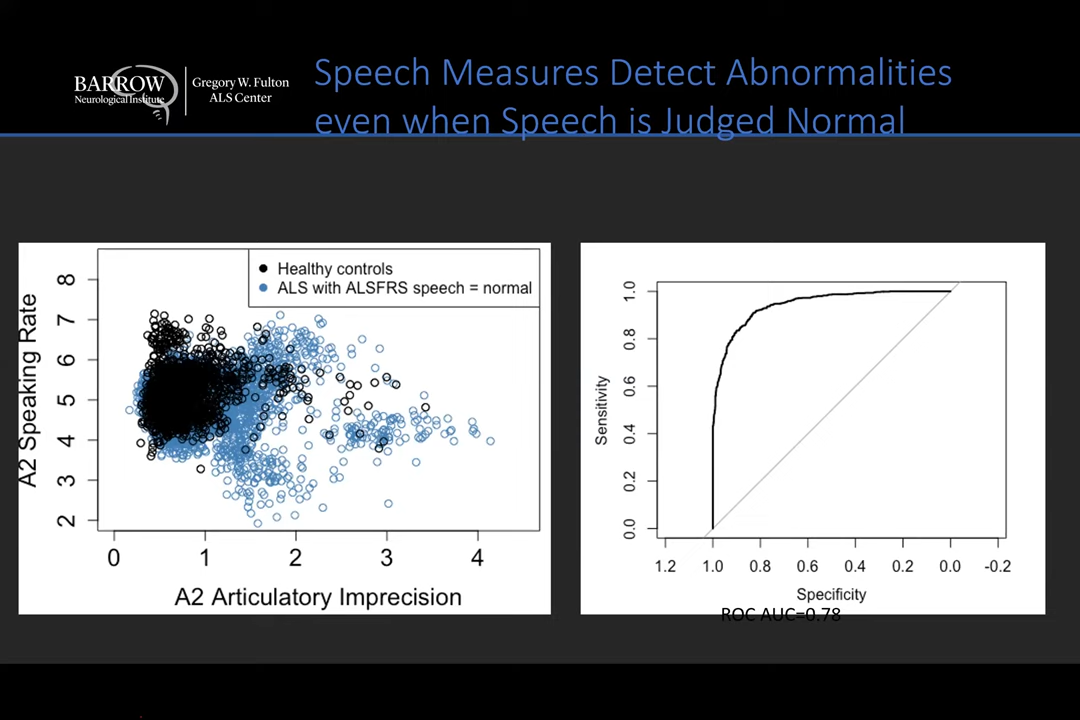 BARROW
Neurological Institute
Gregory W. Fulton
ALS Center
Speech Measures Detect Abnormalities
even when Speech is Judged Normal
Healthy controls
ALS with ALSFRS speech = normal
A2 Speaking Rate
8
7
6
5
4
3
2
0 1 2 3 4
A2 Articulatory Imprecision
Sensitivity
1.0
0.8
0.6
0.4
0.2
0.0
1.2 1.0 0.8 0.6 0.4 0.2 0.0 -0.2
Specificity
ROC AUC=0.78